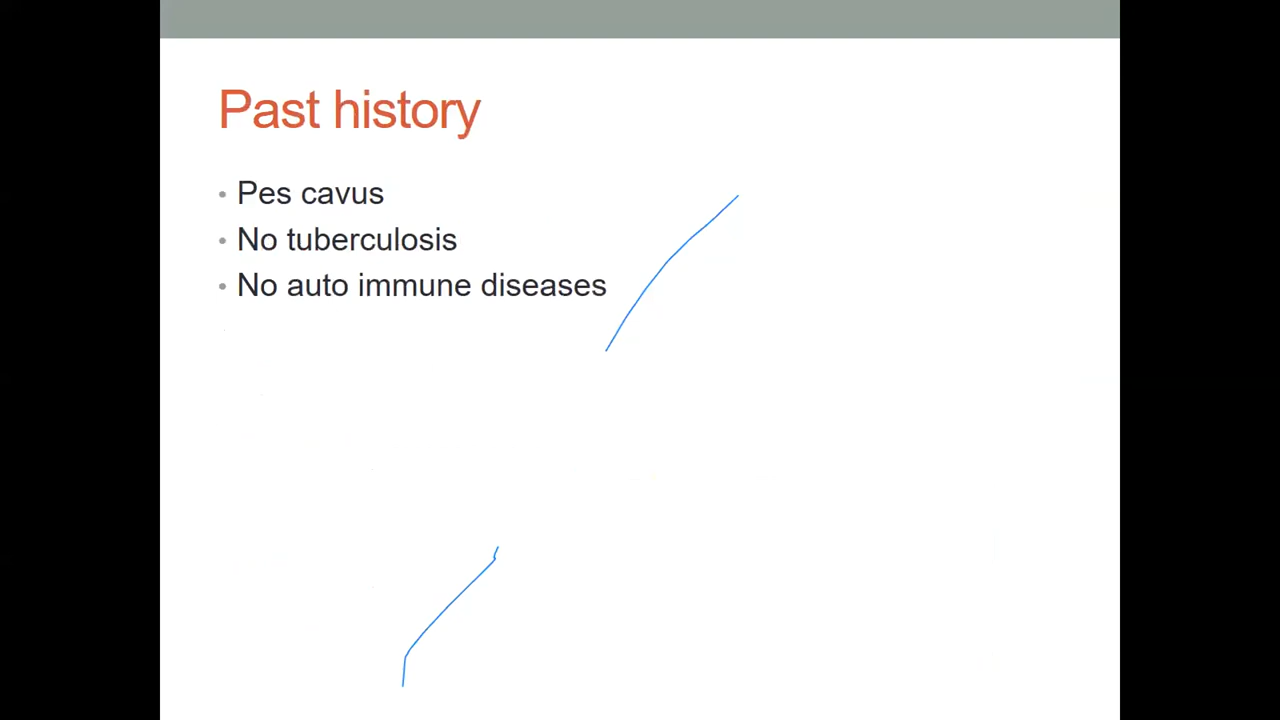 Past history
• Pes cavus
• No tuberculosis
• No auto immune diseases